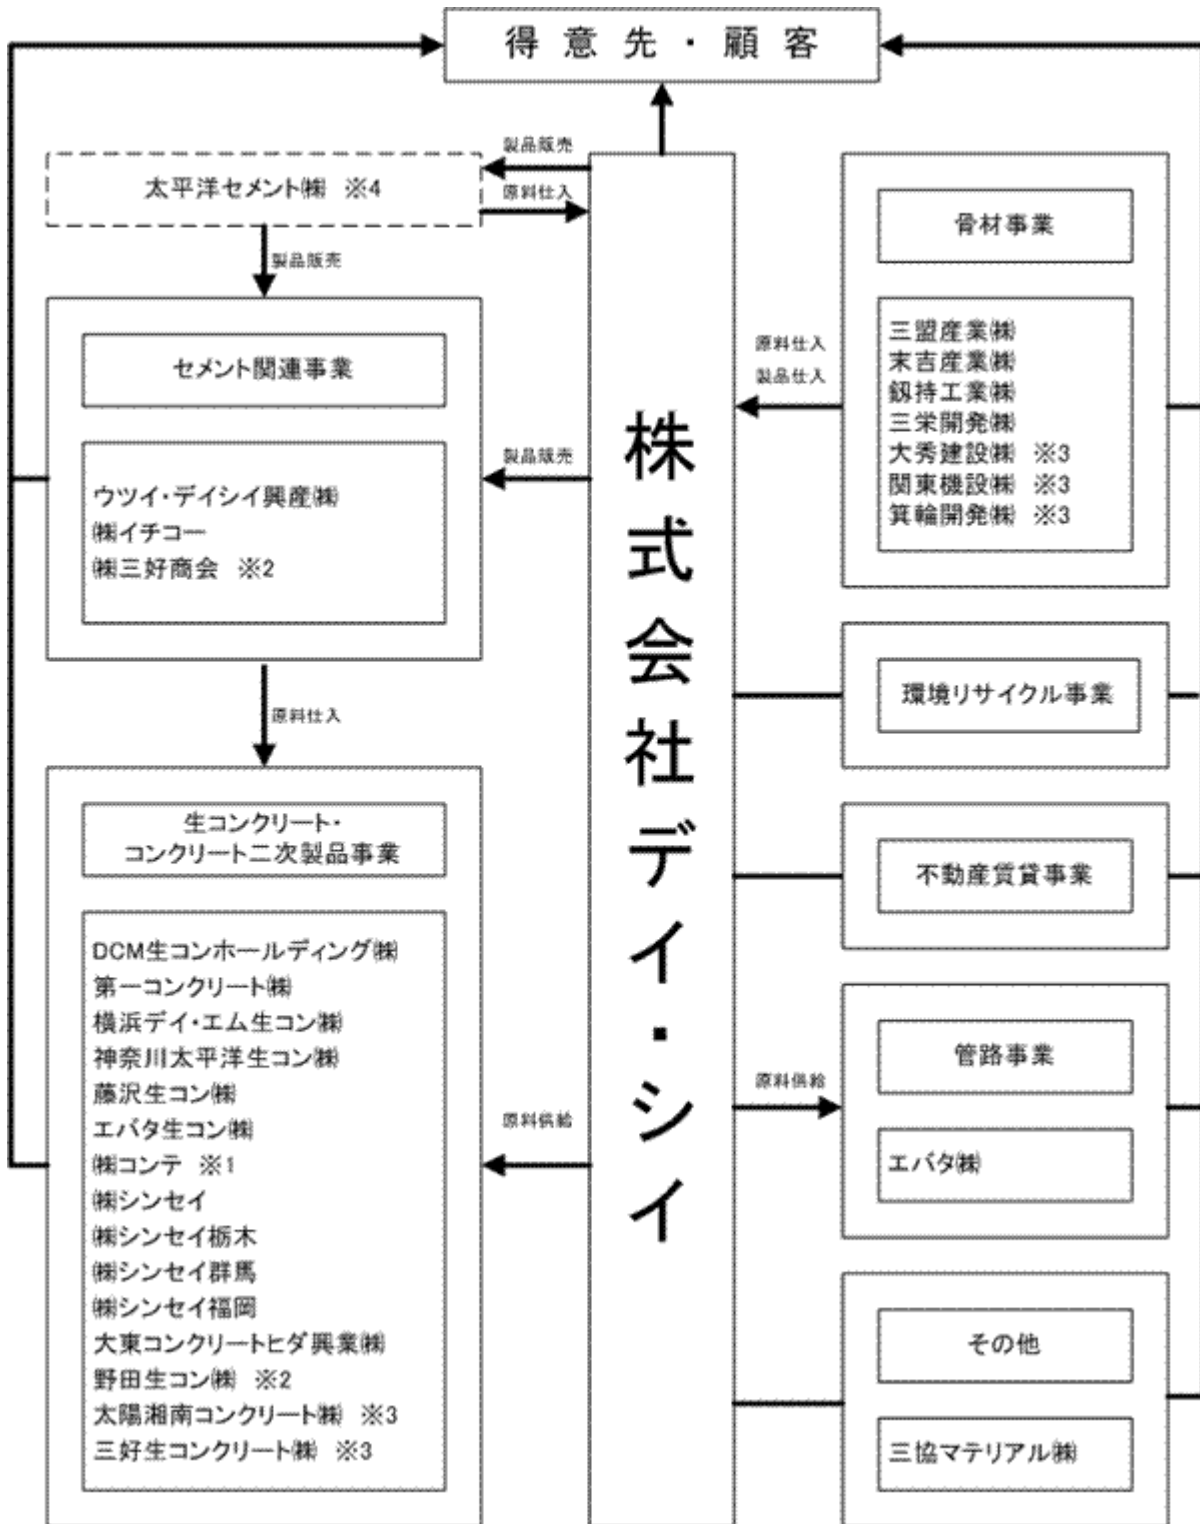 得意先・顧客
太平洋セメント㈱ ※4
製品販売
原料仕入
製品販売
セメント関連事業
ウツイ・デイシイ興産㈱
㈱イチコー
㈱三好商会 ※2
製品販売
原料仕入
生コンクリート・
コンクリート二次製品事業
DCM生コンホールディング㈱
第一コンクリート㈱
横浜デイ・エム生コン㈱
神奈川太平洋生コン㈱
藤沢生コン㈱
エバタ生コン㈱
㈱コンテ ※1
㈱シンセイ
㈱シンセイ栃木
㈱シンセイ群馬
㈱シンセイ福岡
大東コンクリートヒダ興業㈱
野田生コン㈱ ※2
太陽湘南コンクリート㈱ ※3
三好生コンクリート㈱ ※3
原料供給
株式会社デイ・シイ
骨材事業
三盟産業㈱
末吉産業㈱
釼持工業㈱
三栄開発㈱
大秀建設㈱ ※3
関東機設㈱ ※3
箕輪開発㈱ ※3
原料仕入
製品仕入
環境リサイクル事業
不動産賃貸事業
管路事業
エバタ㈱
原料供給
その他
三協マテリアル㈱